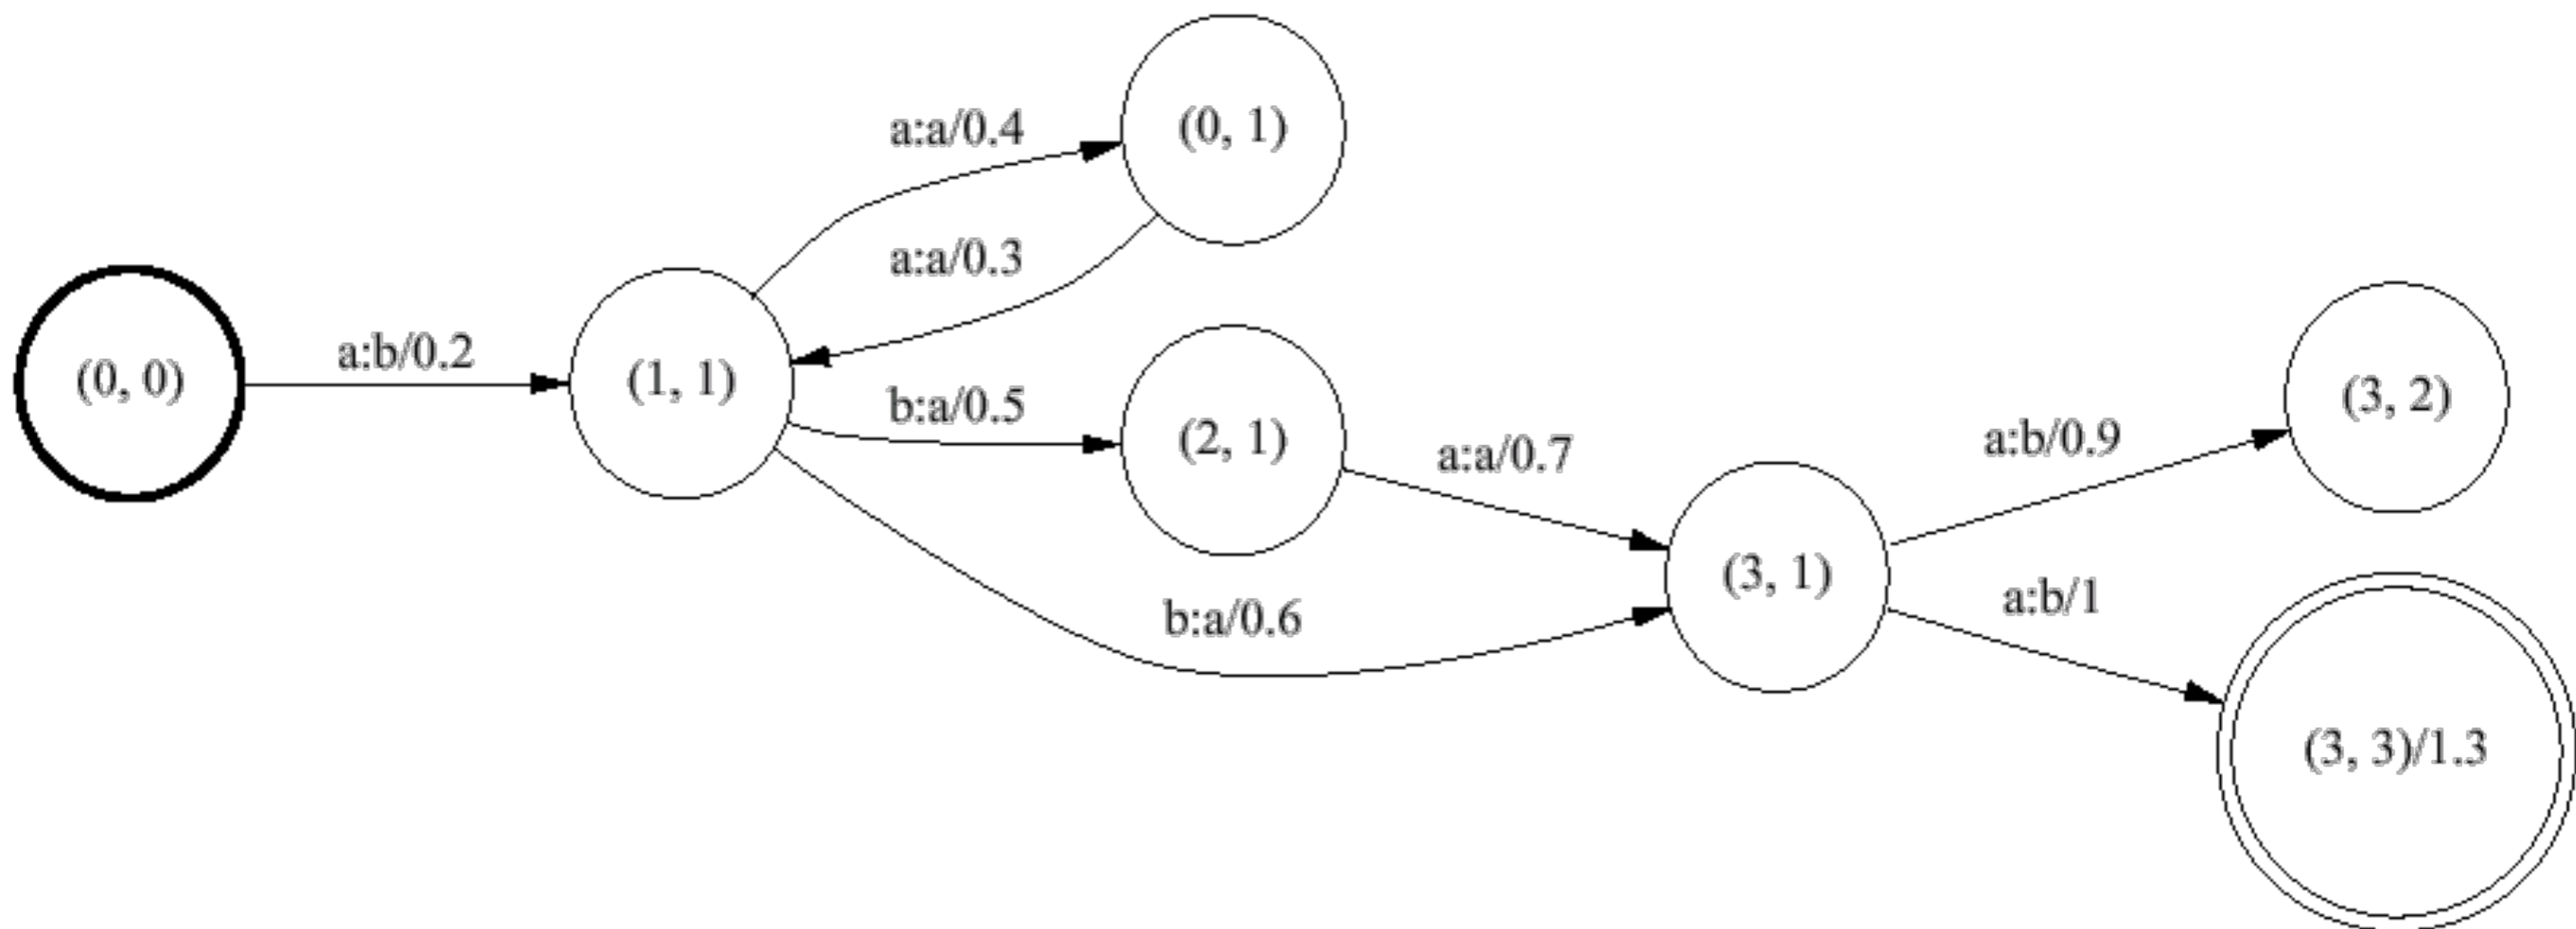 (0, 1)
a:a/0.4
a:a/0.3
(0, 0)
a:b/0.2
(1, 1)
b:a/0.5
(2, 1)
a:a/0.7
b:a/0.6
(3, 1)
a:b/0.9
(3, 2)
a:b/1
(3, 3)/1.3